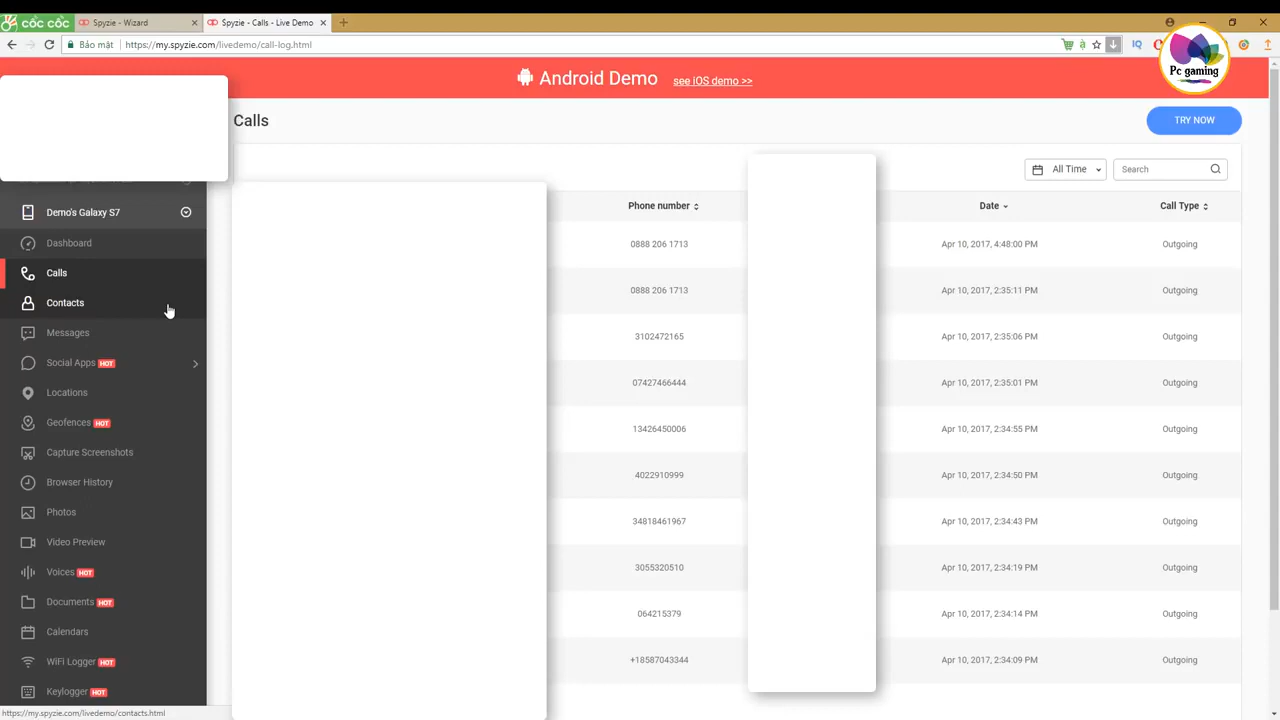 cốc cốc
Spyzie - Wizard
Spyzie - Calls - Live Demo
Bảo mật
https://my.spyzie.com/livedemo/call-log.html
IQ
Pc gaming
Android Demo
see iOS demo >>
Calls
TRY NOW
All Time
Search
Demo's Galaxy S7
Dashboard
Calls
Contacts
Messages
Social Apps HOT
Locations
Geofences HOT
Capture Screenshots
Browser History
Photos
Video Preview
Voices HOT
Documents HOT
Calendars
WiFi Logger HOT
Keylogger HOT
Phone number Date Call Type
0888 206 1713 Apr 10, 2017, 4:48:00 PM Outgoing
0888 206 1713 Apr 10, 2017, 2:35:11 PM Outgoing
3102472165 Apr 10, 2017, 2:35:06 PM Outgoing
07427466444 Apr 10, 2017, 2:35:01 PM Outgoing
13426450006 Apr 10, 2017, 2:34:55 PM Outgoing
4022910999 Apr 10, 2017, 2:34:50 PM Outgoing
34818461967 Apr 10, 2017, 2:34:43 PM Outgoing
3055320510 Apr 10, 2017, 2:34:19 PM Outgoing
064215379 Apr 10, 2017, 2:34:14 PM Outgoing
+18587043344 Apr 10, 2017, 2:34:09 PM Outgoing
https://my.spyzie.com/livedemo/contacts.html